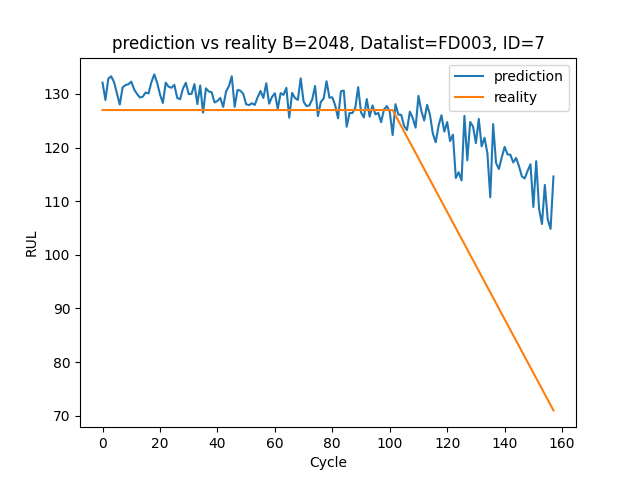 prediction vs reality B=2048, Datalist=FD003, ID=7
prediction
reality
RUL
130
120
110
100
90
80
70
0 20 40 60 80 100 120 140 160
Cycle